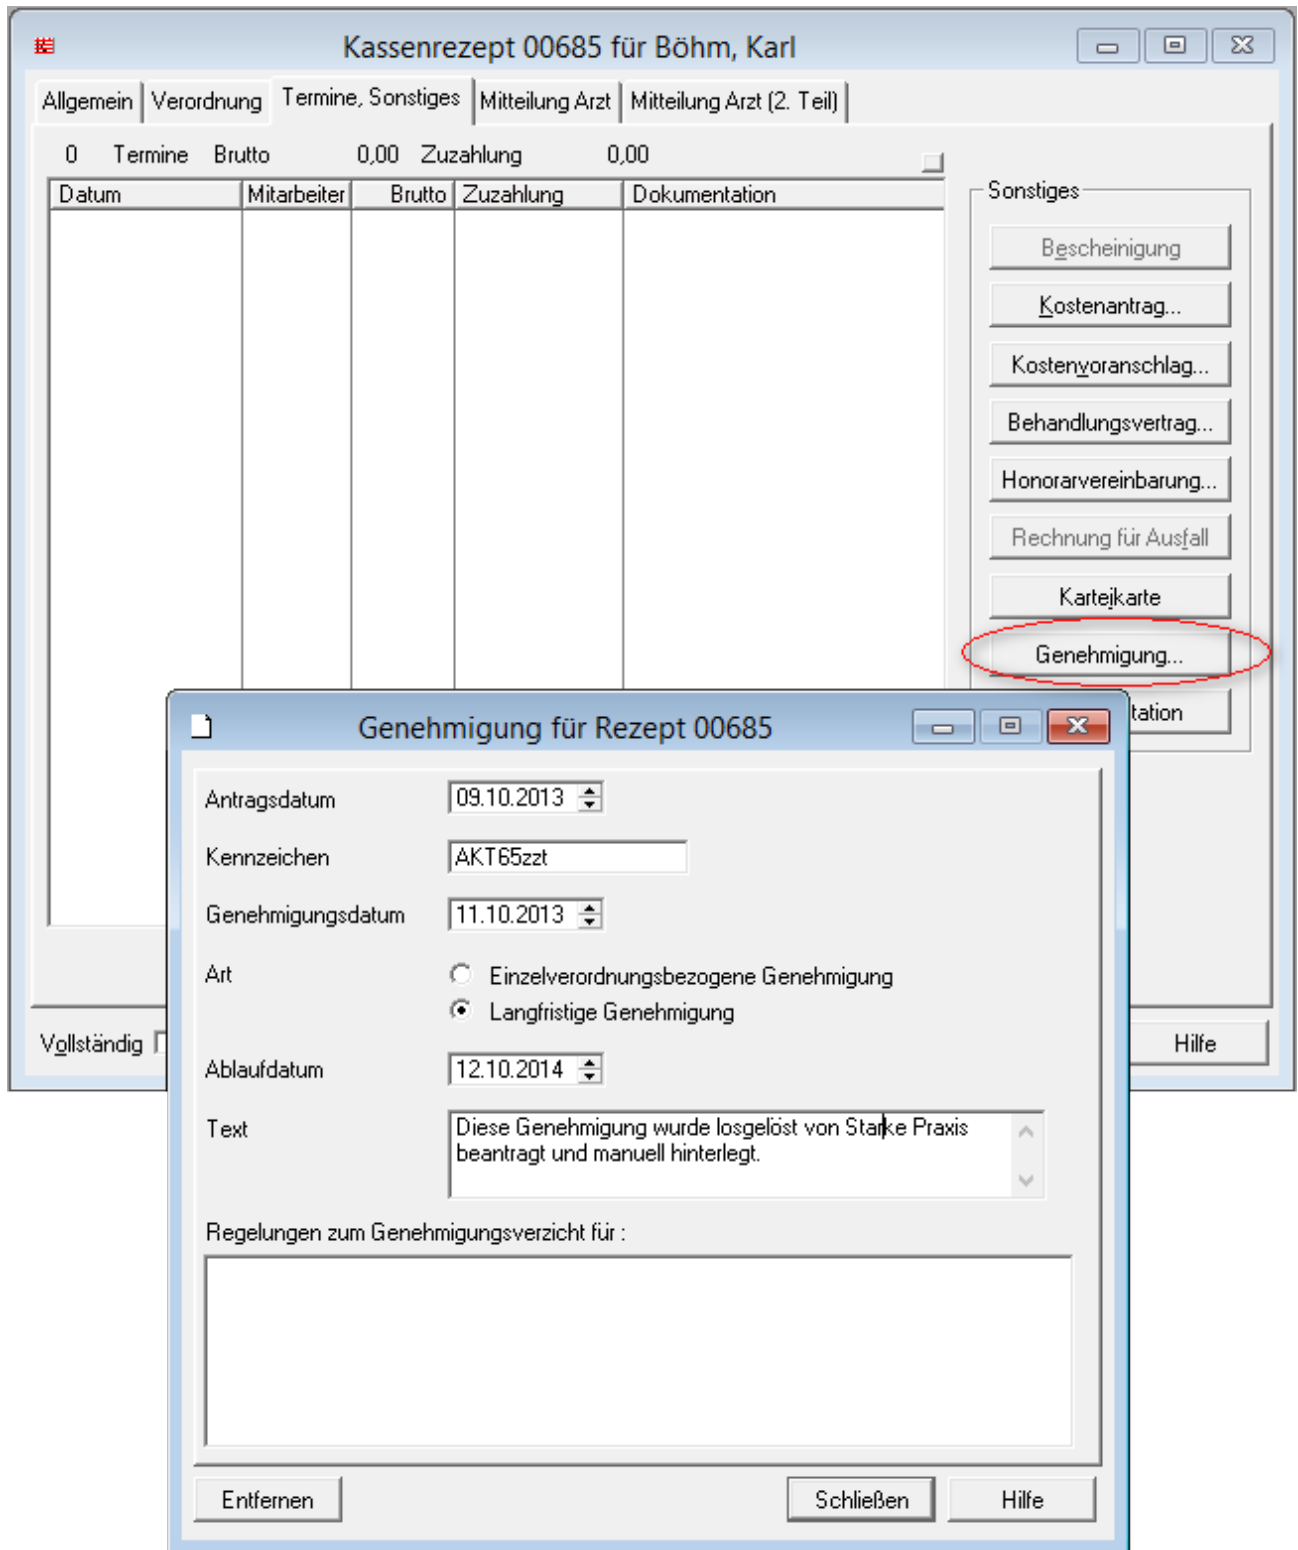 Kassenrezept 00685 für Böhm, Karl
Allgemein Verordnung Termine, Sonstiges Mitteilung Arzt Mitteilung Arzt (2. Teil)
0 Termine Brutto 0,00 Zuzahlung 0,00
Datum Mitarbeiter Brutto Zuzahlung Dokumentation
Sonstiges
Bescheinigung
Kostenantrag...
Kostenvoranschlag...
Behandlungsvertrag...
Honorarvereinbarung...
Rechnung für Ausfall
Karteikarte
Genehmigung...
tation
Vollständig
Hilfe
Genehmigung für Rezept 00685
Antragsdatum 09.10.2013
Kennzeichen AKT65zzt
Genehmigungsdatum 11.10.2013
Art Einzelverordnungsbezogene Genehmigung
Langfristige Genehmigung
Ablaufdatum 12.10.2014
Text Diese Genehmigung wurde losgelöst von Starke Praxis
beantragt und manuell hinterlegt.
Regelungen zum Genehmigungsverzicht für :
Entfernen Schließen Hilfe